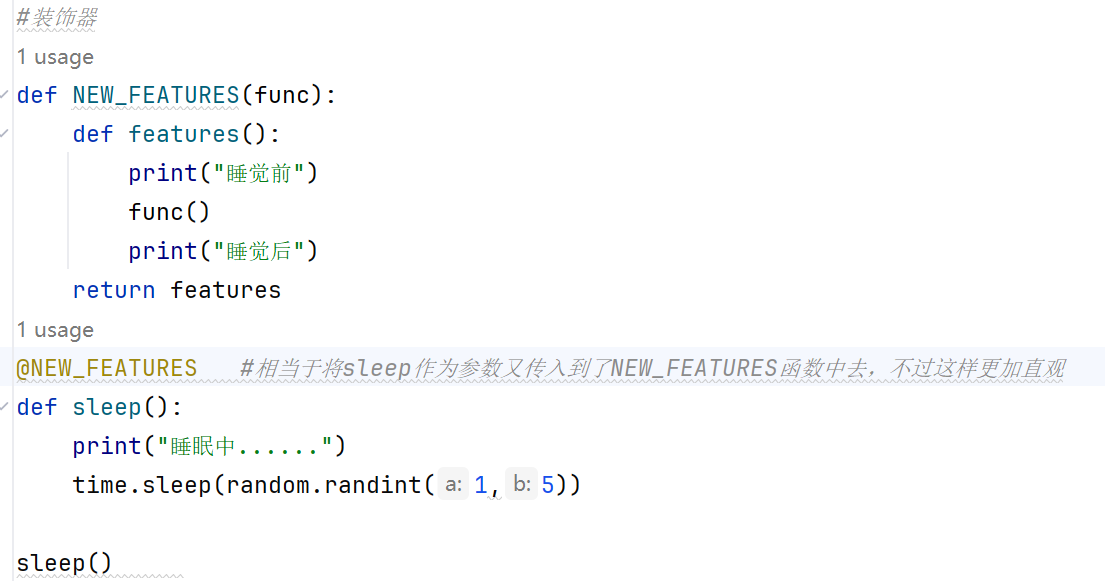 #装饰器
1 usage
def NEW_FEATURES(func):
def features():
print("睡觉前")
func()
print("睡觉后")
return features
1 usage
@NEW_FEATURES #相当于将sleep作为参数又传入到了NEW_FEATURES函数中去，不过这样更加直观
def sleep():
print("睡眠中......")
time.sleep(random.randint( a: 1, b: 5))
sleep()